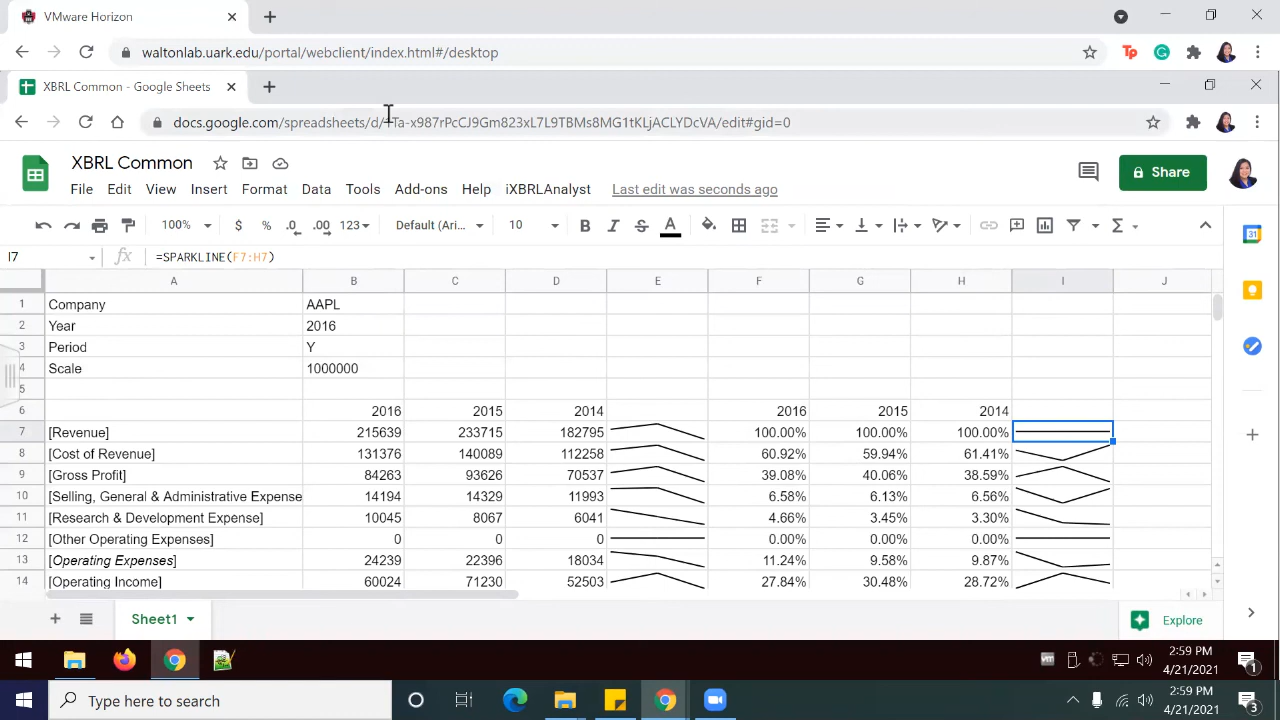 VMware Horizon
waltonlab.uark.edu/portal/webclient/index.html#/desktop
XBRL Common - Google Sheets
XBRL Common
Share
File Edit View Insert Format Data Tools Add-ons Help iXBRLAnalyst Last edit was seconds ago
100% $ % .0 .00 123 Default (Ari... 10 B I S A Σ
I7 fx =SPARKLINE(F7:H7)
A B C D E F G H I J
1 Company AAPL
2 Year 2016
3 Period Y
4 Scale 1000000
5
6 2016 2015 2014 2016 2015 2014
7 [Revenue] 215639 233715 182795 100.00% 100.00% 100.00%
8 [Cost of Revenue] 131376 140089 112258 60.92% 59.94% 61.41%
9 [Gross Profit] 84263 93626 70537 39.08% 40.06% 38.59%
10 [Selling, General & Administrative Expense 14194 14329 11993 6.58% 6.13% 6.56%
11 [Research & Development Expense] 10045 8067 6041 4.66% 3.45% 3.30%
12 [Other Operating Expenses] 0 0 0 0.00% 0.00% 0.00%
13 [Operating Expenses] 24239 22396 18034 11.24% 9.58% 9.87%
14 [Operating Income] 60024 71230 52503 27.84% 30.48% 28.72%
Sheet1 Explore
2:59 PM
4/21/2021
1
Type here to search
2:59 PM
4/21/2021
3